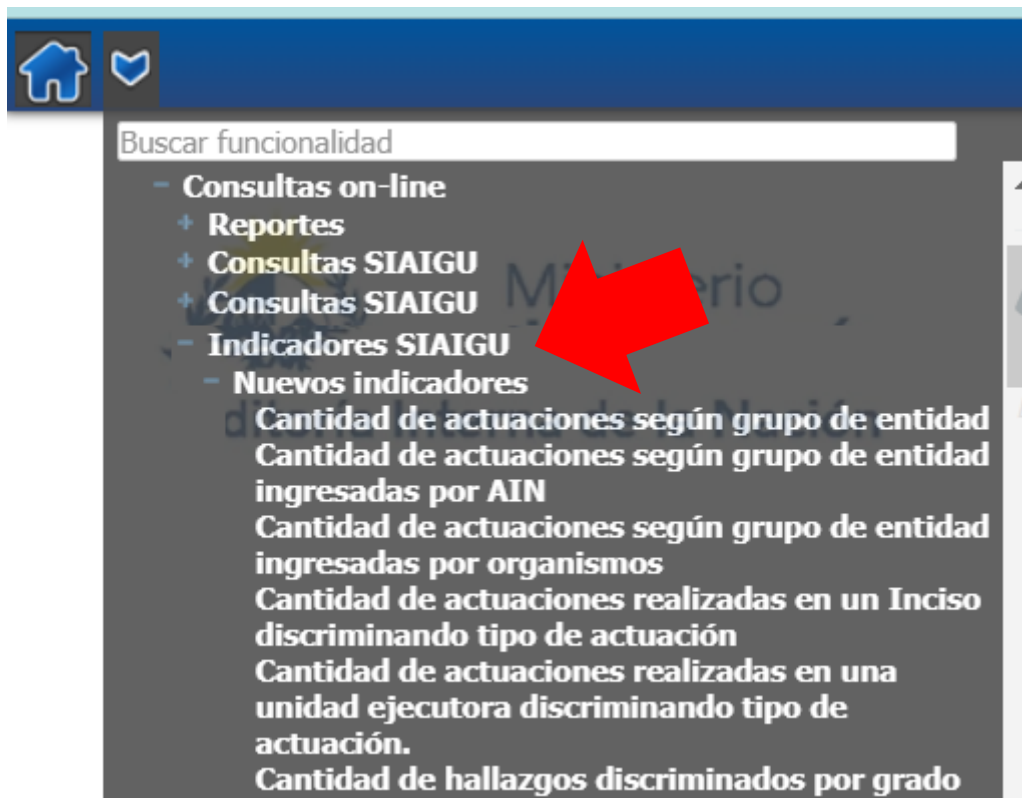 Buscar funcionalidad
- Consultas on-line
+ Reportes
+ Consultas SIAIGU
+ Consultas SIAIGU
- Indicadores SIAIGU
- Nuevos indicadores
Cantidad de actuaciones según grupo de entidad
Cantidad de actuaciones según grupo de entidad
ingresadas por AIN
Cantidad de actuaciones según grupo de entidad
ingresadas por organismos
Cantidad de actuaciones realizadas en un Inciso
discriminando tipo de actuación
Cantidad de actuaciones realizadas en una
unidad ejecutora discriminando tipo de
actuación.
Cantidad de hallazgos discriminados por grado